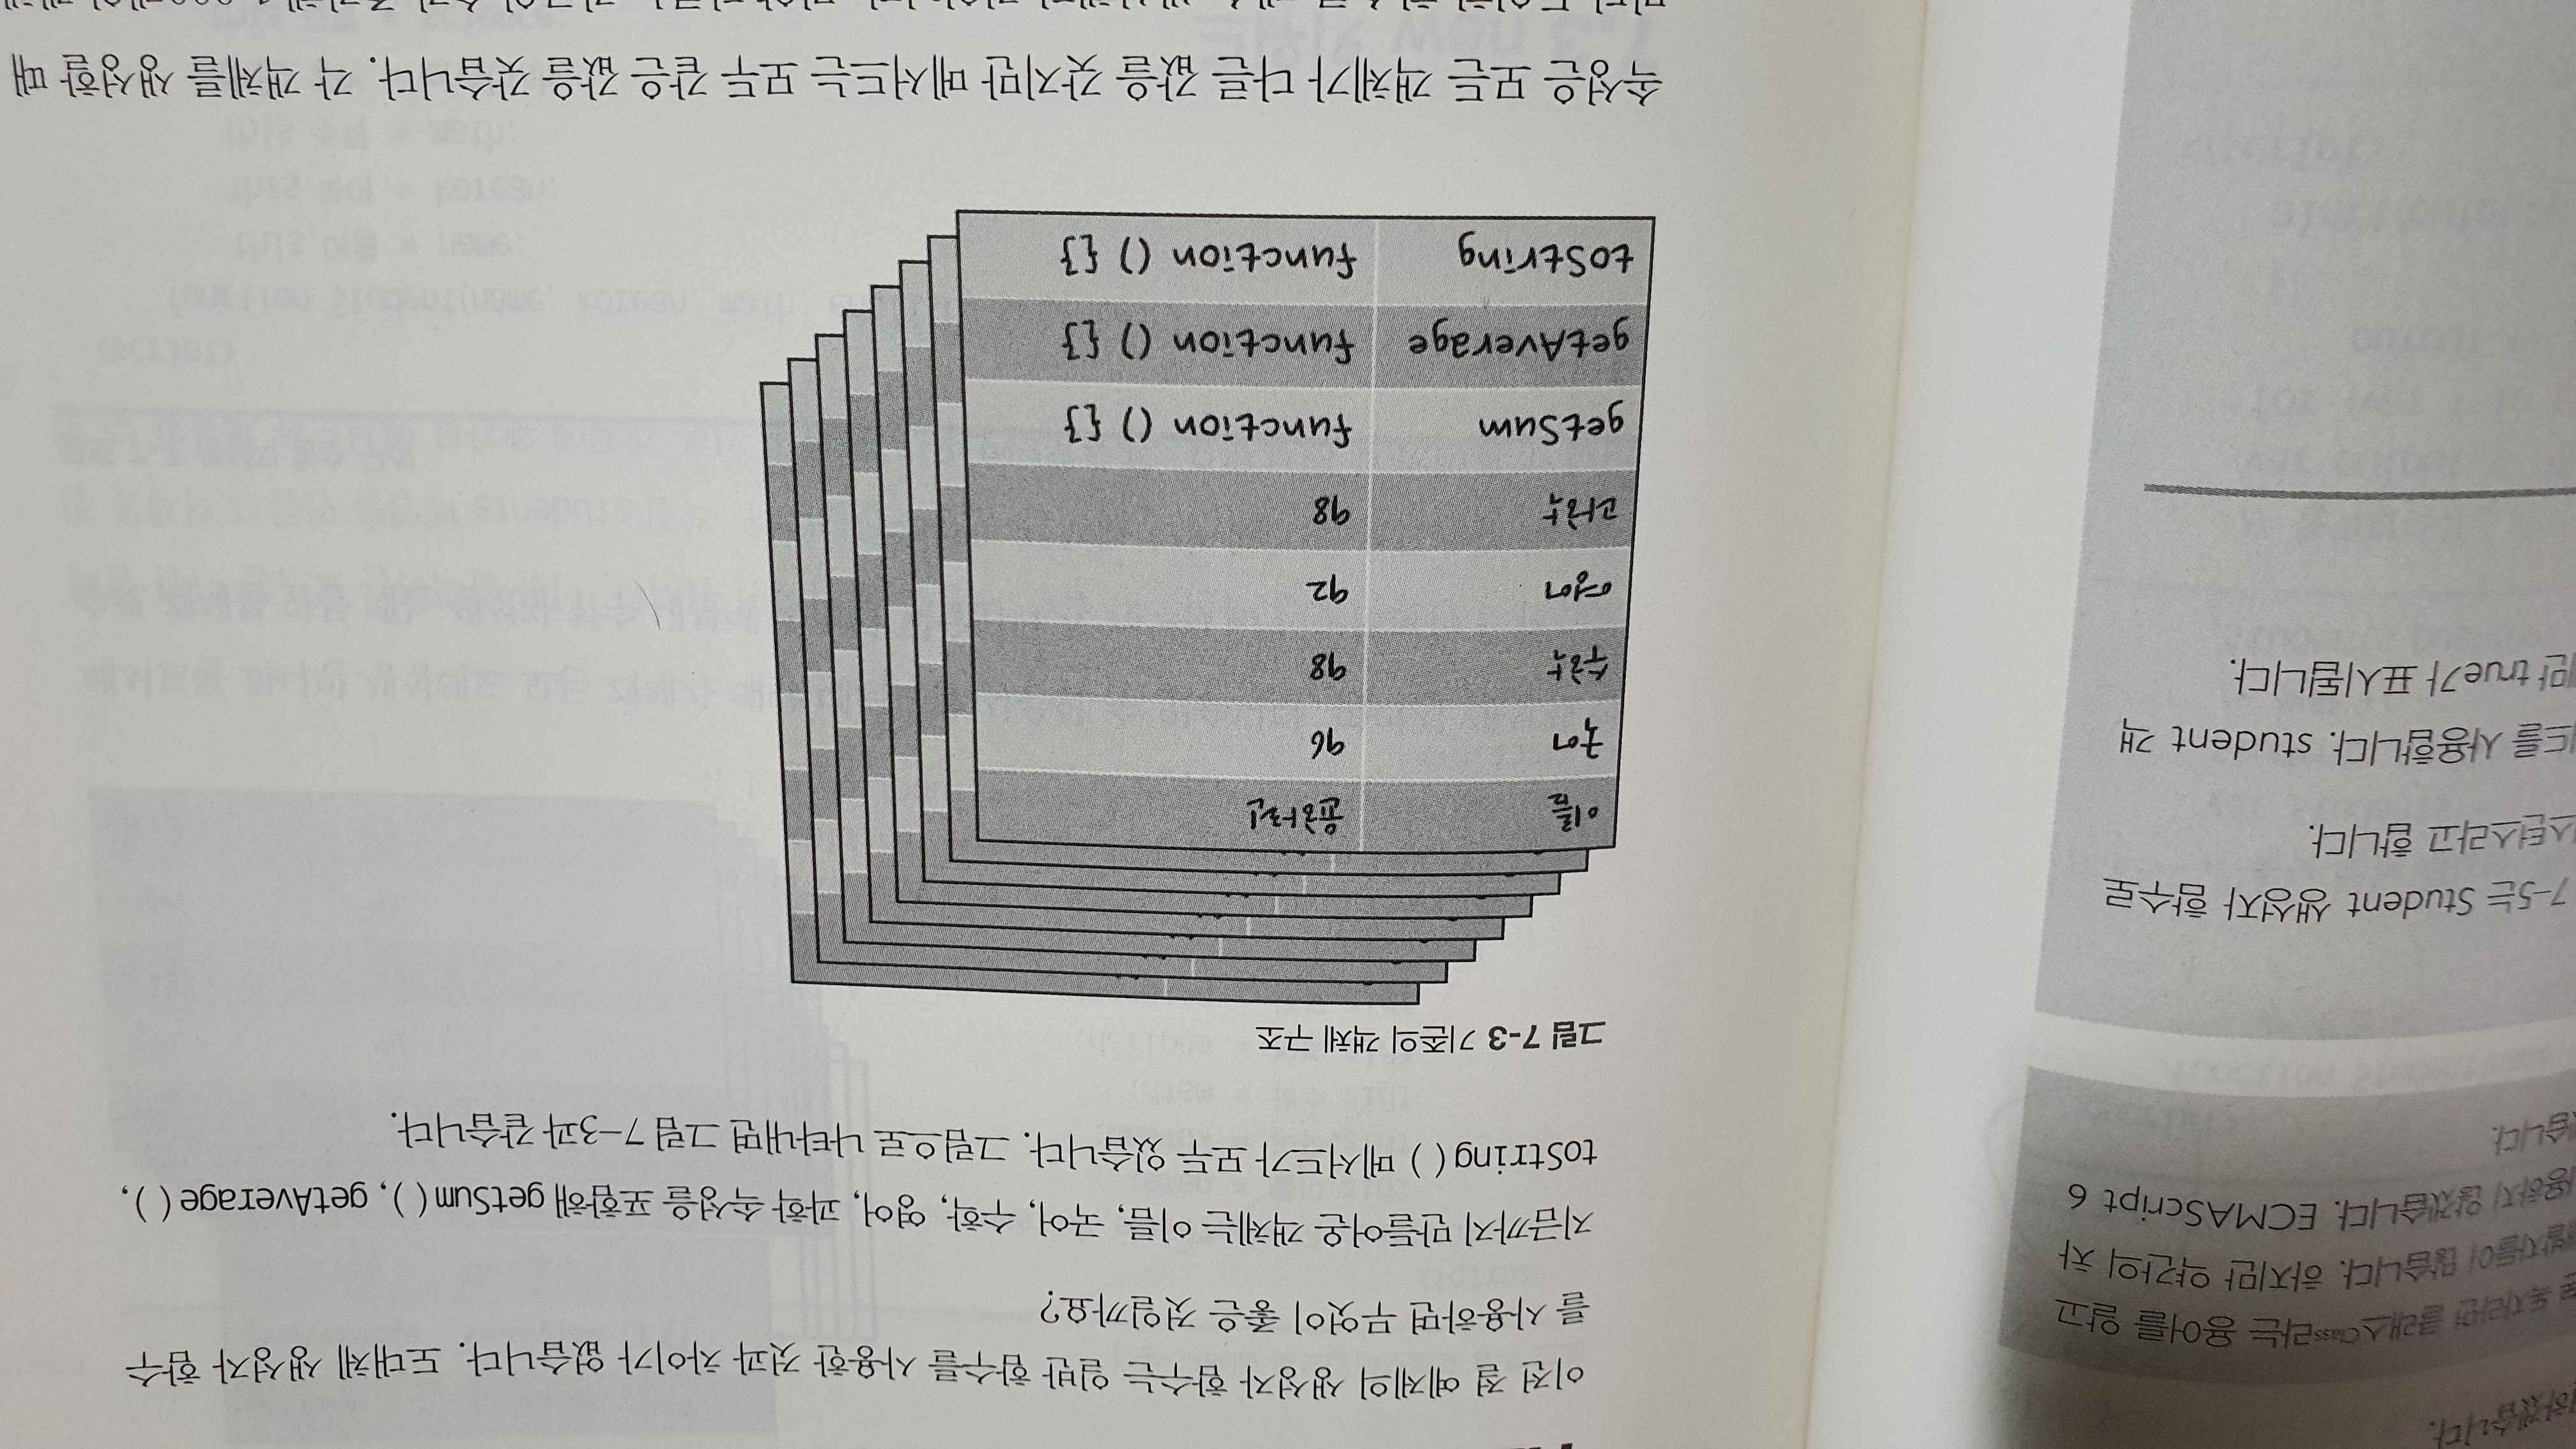 하겠습니다.
독자라면 클래스Class라는 용어를 알고
개발자들이 많습니다. 하지만 약간의 차
사용하지 않겠습니다. ECMAScript 6
습니다.
7-5는 Student 생성자 함수로
스턴스라고 합니다.
드를 사용합니다. student 객
만 true가 표시됩니다.
이전 절 예제의 생성자 함수는 일반 함수를 사용한 것과 차이가 없습니다. 도대체 생성자 함수
를 사용하면 무엇이 좋은 것일까요?
지금까지 만들어온 객체는 이름, 국어, 수학, 영어, 과학 속성을 포함해 getSum(), getAverage(),
toString() 메서드가 모두 있습니다. 그림으로 나타내면 그림 7-3과 같습니다.
그림 7-3 기존의 객체 구조
이름 윤하린
국어 96
수학 98
영어 92
과학 98
getSum function () {}
getAverage function () {}
toString function () {}
속성은 모든 객체가 다른 값을 갖지만 메서드는 모두 같은 값을 갖습니다. 각 객체를 생성할 때